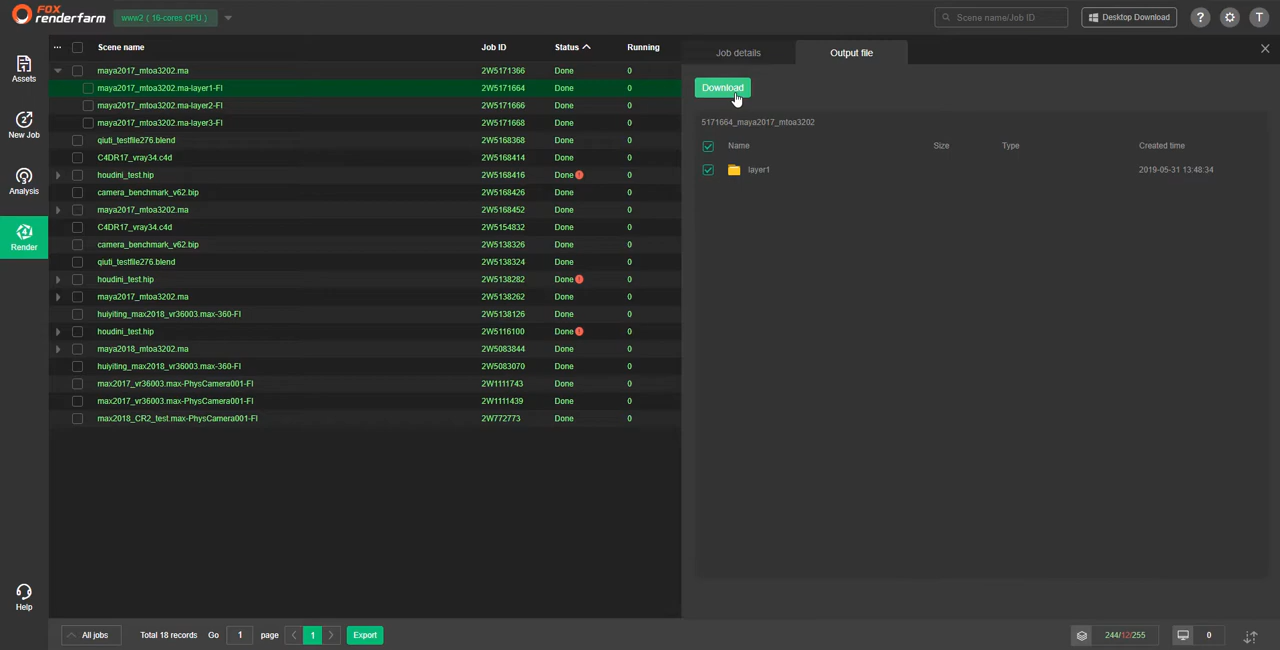 FOX
renderfarm
www2 ( 16-cores CPU )
Scene name/Job ID
Desktop Download
?
T
Assets
2
New Job
3
Analysis
4
Render
Help
... Scene name Job ID Status Running
maya2017_mtoa3202.ma 2W5171366 Done 0
maya2017_mtoa3202.ma-layer1-FI 2W5171664 Done 0
maya2017_mtoa3202.ma-layer2-FI 2W5171666 Done 0
maya2017_mtoa3202.ma-layer3-FI 2W5171668 Done 0
qiuti_testfile276.blend 2W5168368 Done 0
C4DR17_vray34.c4d 2W5168414 Done 0
houdini_test.hip 2W5168416 Done ! 0
camera_benchmark_v62.bip 2W5168426 Done 0
maya2017_mtoa3202.ma 2W5168452 Done 0
C4DR17_vray34.c4d 2W5154832 Done 0
camera_benchmark_v62.bip 2W5138326 Done 0
qiuti_testfile276.blend 2W5138324 Done 0
houdini_test.hip 2W5138282 Done ! 0
maya2017_mtoa3202.ma 2W5138262 Done 0
huiyiting_max2018_vr36003.max-360-FI 2W5138126 Done 0
houdini_test.hip 2W5116100 Done ! 0
maya2018_mtoa3202.ma 2W5083844 Done 0
huiyiting_max2018_vr36003.max-360-FI 2W5083070 Done 0
max2017_vr36003.max-PhysCamera001-FI 2W1111743 Done 0
max2017_vr36003.max-PhysCamera001-FI 2W1111439 Done 0
max2018_CR2_test.max-PhysCamera001-FI 2W772773 Done 0
Job details Output file
Download
5171664_maya2017_mtoa3202
Name Size Type Created time
layer1 2019-05-31 13:48:34
All jobs Total 18 records Go 1 page < 1 > Export
244/12/255 0